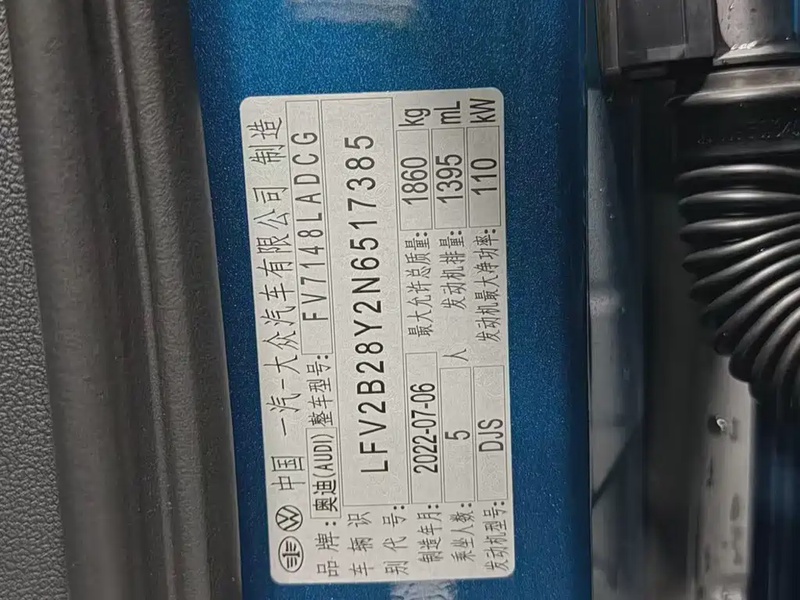 中国 一汽-大众汽车有限公司 制造
品牌:奥迪(AUDI) 整车型号:FV7148LADCG
车辆识别代号:LFV2B28Y2N6517385
制造年月:2022-07-06 最大允许总质量:1860 kg
乘坐人数:5 人 发动机排量:1395 mL
发动机型号:DJS 发动机最大净功率:110 kW